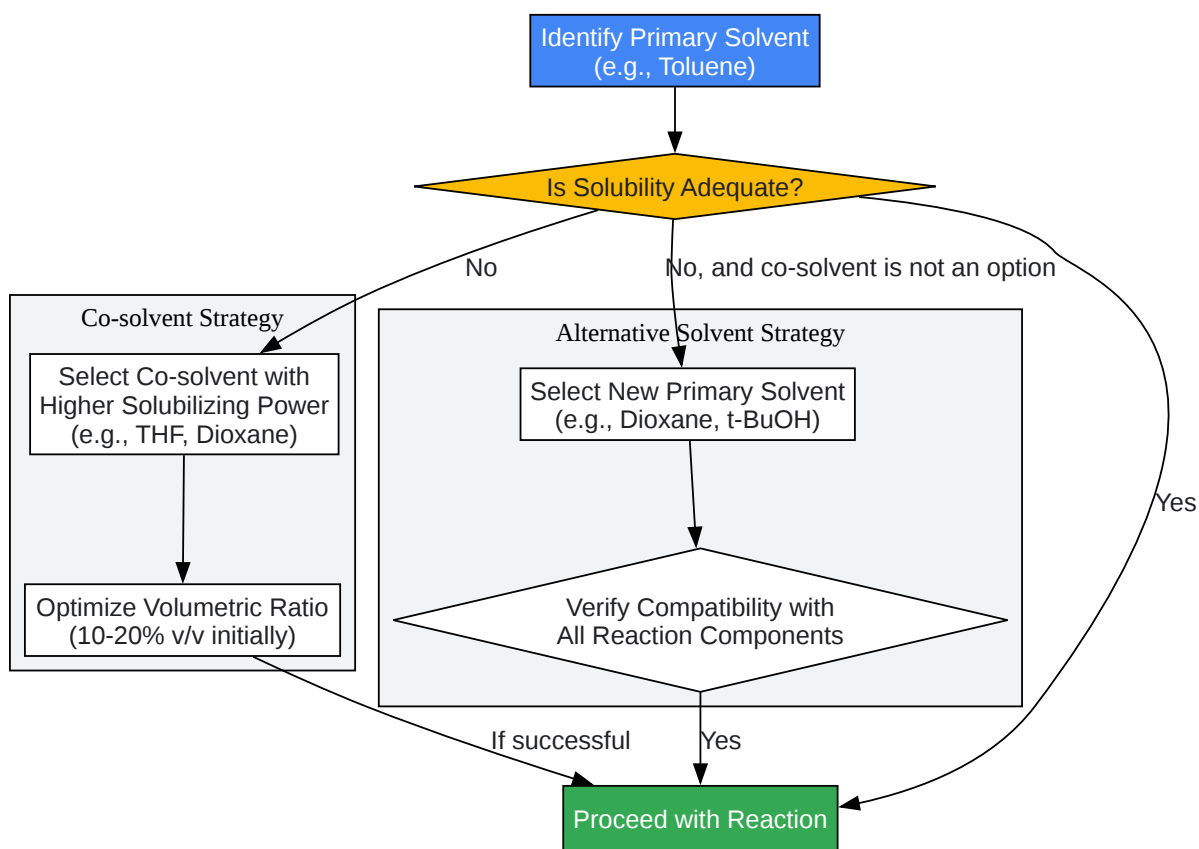 Identify Primary Solvent
(e.g., Toluene)
Is Solubility Adequate?
No
No, and co-solvent is not an option
Co-solvent Strategy
Select Co-solvent with
Higher Solubilizing Power
(e.g., THF, Dioxane)
Optimize Volumetric Ratio
(10-20% v/v initially)
Alternative Solvent Strategy
Select New Primary Solvent
(e.g., Dioxane, t-BuOH)
Verify Compatibility with
All Reaction Components
Yes
If successful
Yes
Proceed with Reaction